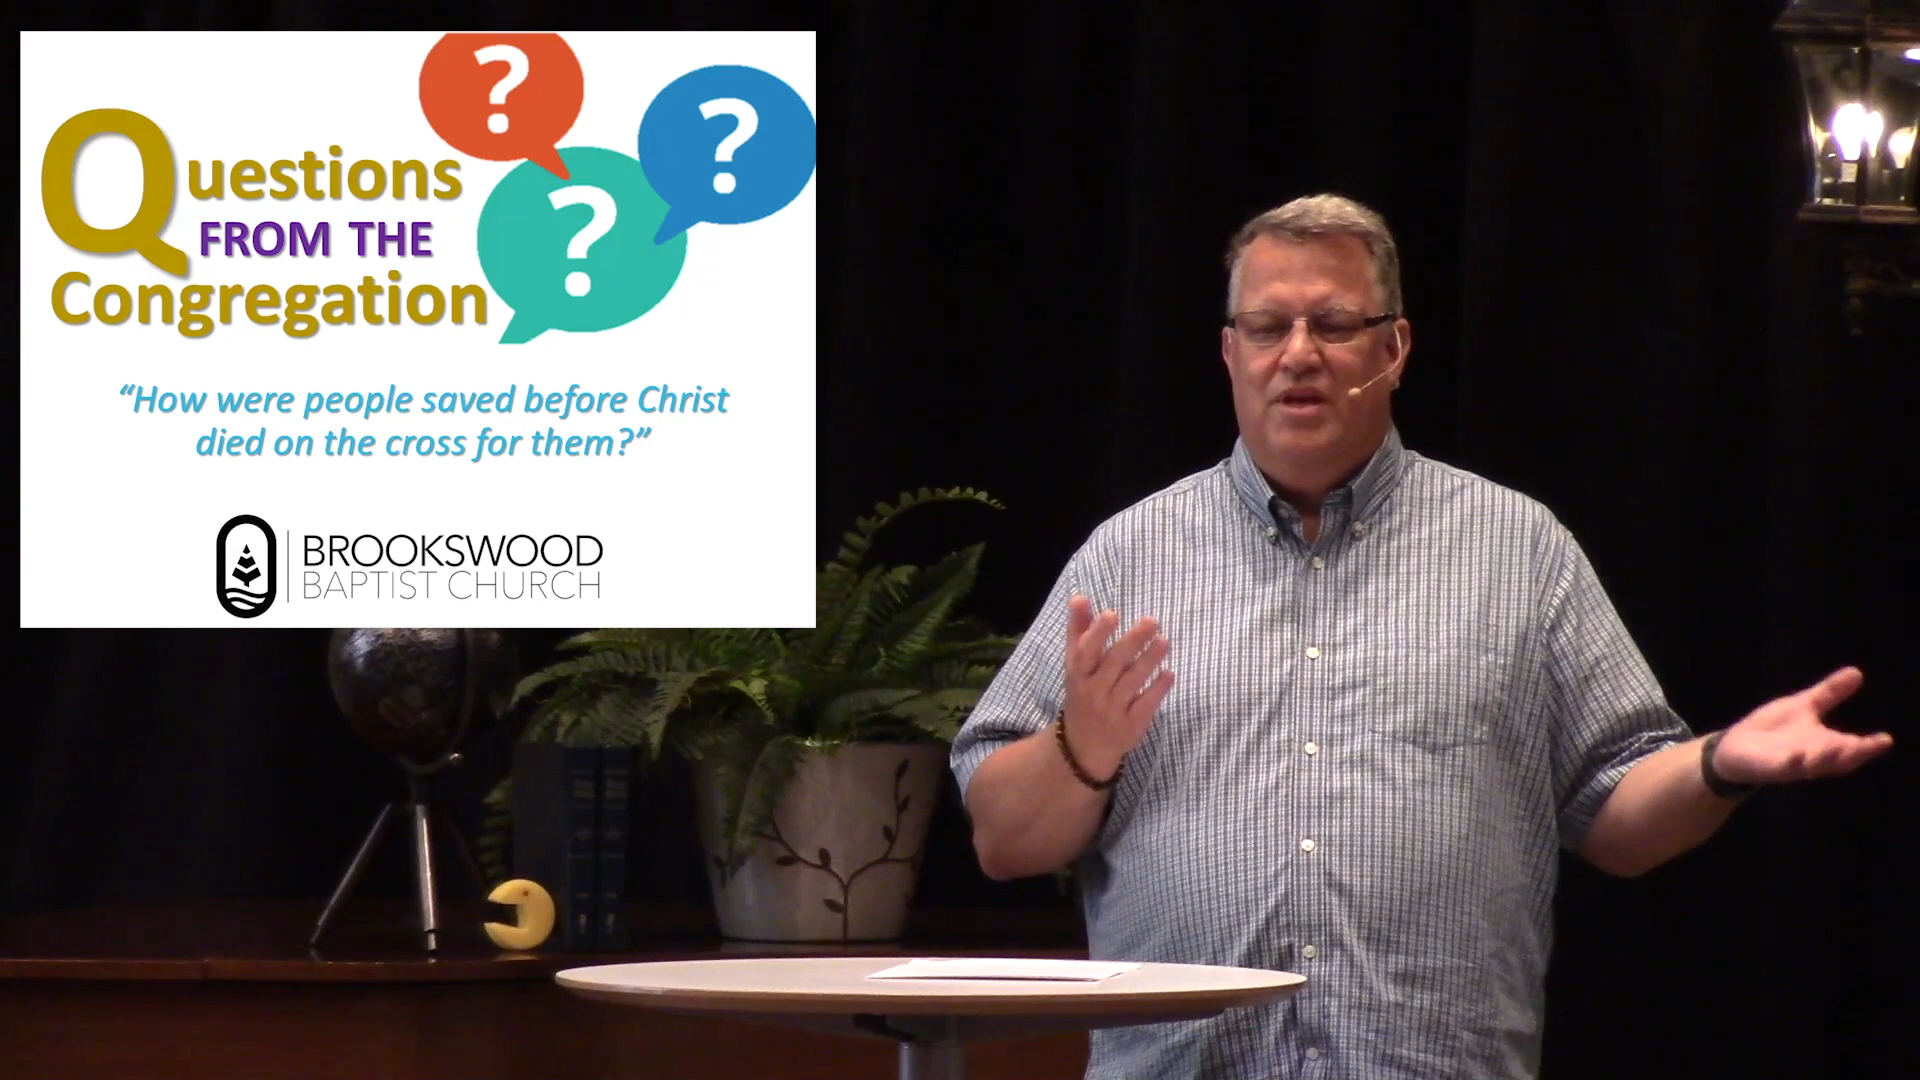 Questions
FROM THE
Congregation
“How were people saved before Christ
died on the cross for them?”
BROOKSWOOD
BAPTIST CHURCH
?
?
?